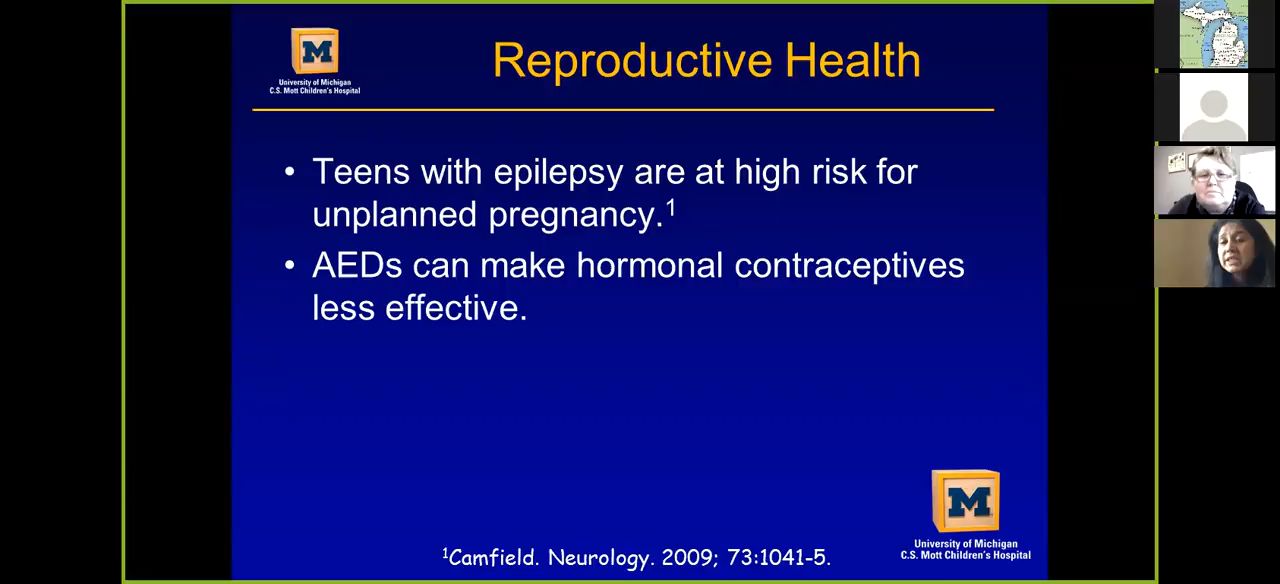 University of Michigan
C.S. Mott Children's Hospital
Reproductive Health
• Teens with epilepsy are at high risk for
unplanned pregnancy.¹
• AEDs can make hormonal contraceptives
less effective.
M
University of Michigan
C.S. Mott Children's Hospital
¹Camfield. Neurology. 2009; 73:1041-5.